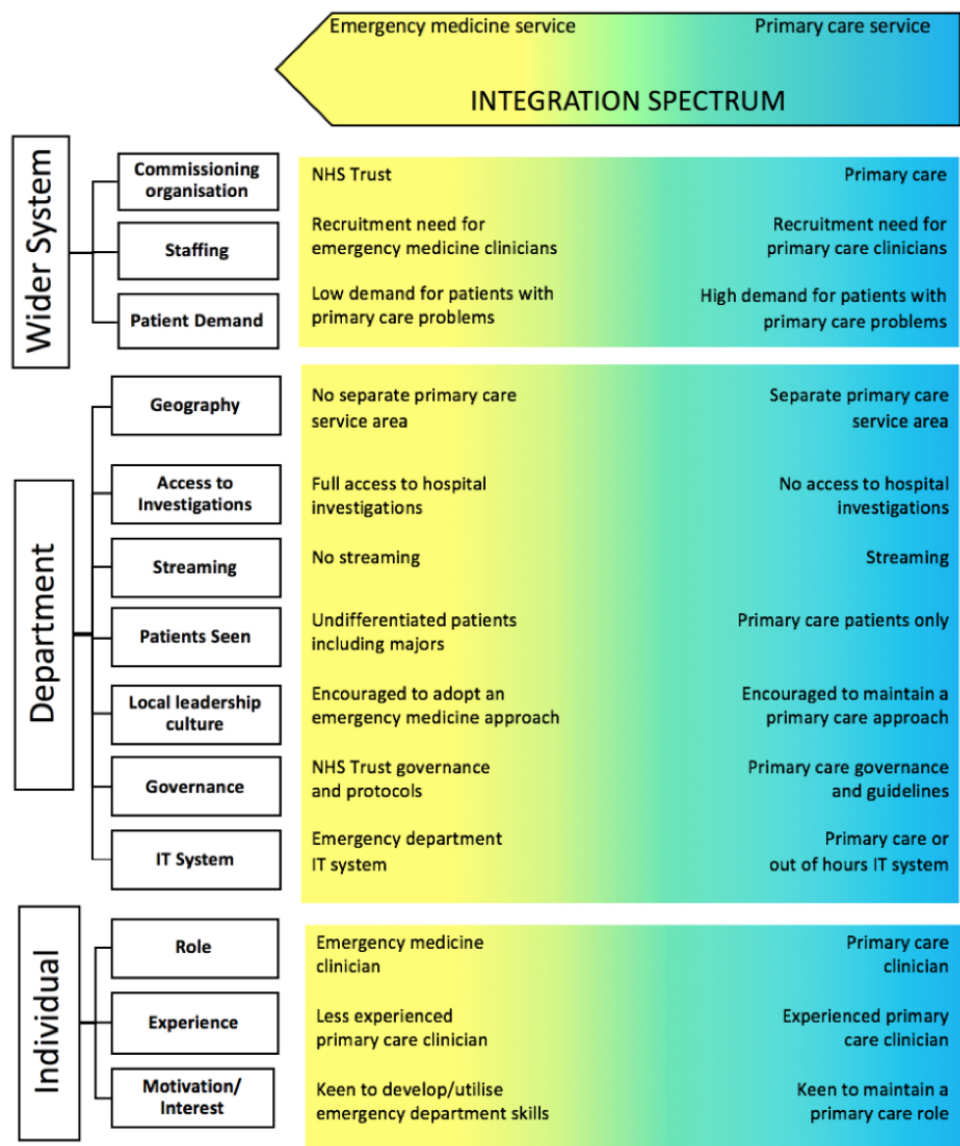 Emergency medicine service
Primary care service
INTEGRATION SPECTRUM
Wider System
Commissioning
organisation
NHS Trust
Primary care
Staffing
Recruitment need for
emergency medicine clinicians
Recruitment need for
primary care clinicians
Patient Demand
Low demand for patients with
primary care problems
High demand for patients with
primary care problems
Department
Geography
No separate primary care
service area
Separate primary care
service area
Access to
Investigations
Full access to hospital
investigations
No access to hospital
investigations
Streaming
No streaming
Streaming
Patients Seen
Undifferentiated patients
including majors
Primary care patients only
Local leadership
culture
Encouraged to adopt an
emergency medicine approach
Encouraged to maintain a
primary care approach
Governance
NHS Trust governance
and protocols
Primary care governance
and guidelines
IT System
Emergency department
IT system
Primary care or
out of hours IT system
Individual
Role
Emergency medicine
clinician
Primary care
clinician
Experience
Less experienced
primary care clinician
Experienced primary
care clinician
Motivation/
Interest
Keen to develop/utilise
emergency department skills
Keen to maintain a
primary care role